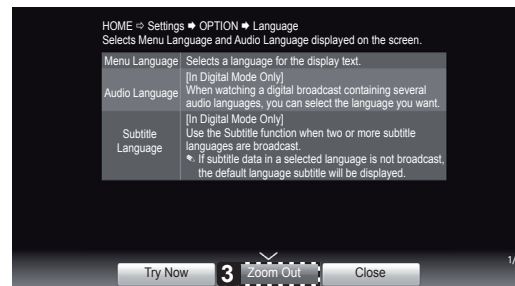 HOME ⇨ Settings ➡ OPTION ➡ Language
Selects Menu Language and Audio Language displayed on the screen.
Menu Language Selects a language for the display text.
Audio Language
[In Digital Mode Only]
When watching a digital broadcast containing several
audio languages, you can select the language you want.
Subtitle
Language
[In Digital Mode Only]
Use the Subtitle function when two or more subtitle
languages are broadcast.
✎ If subtitle data in a selected language is not broadcast,
the default language subtitle will be displayed.
1/
Try Now 3 Zoom Out Close